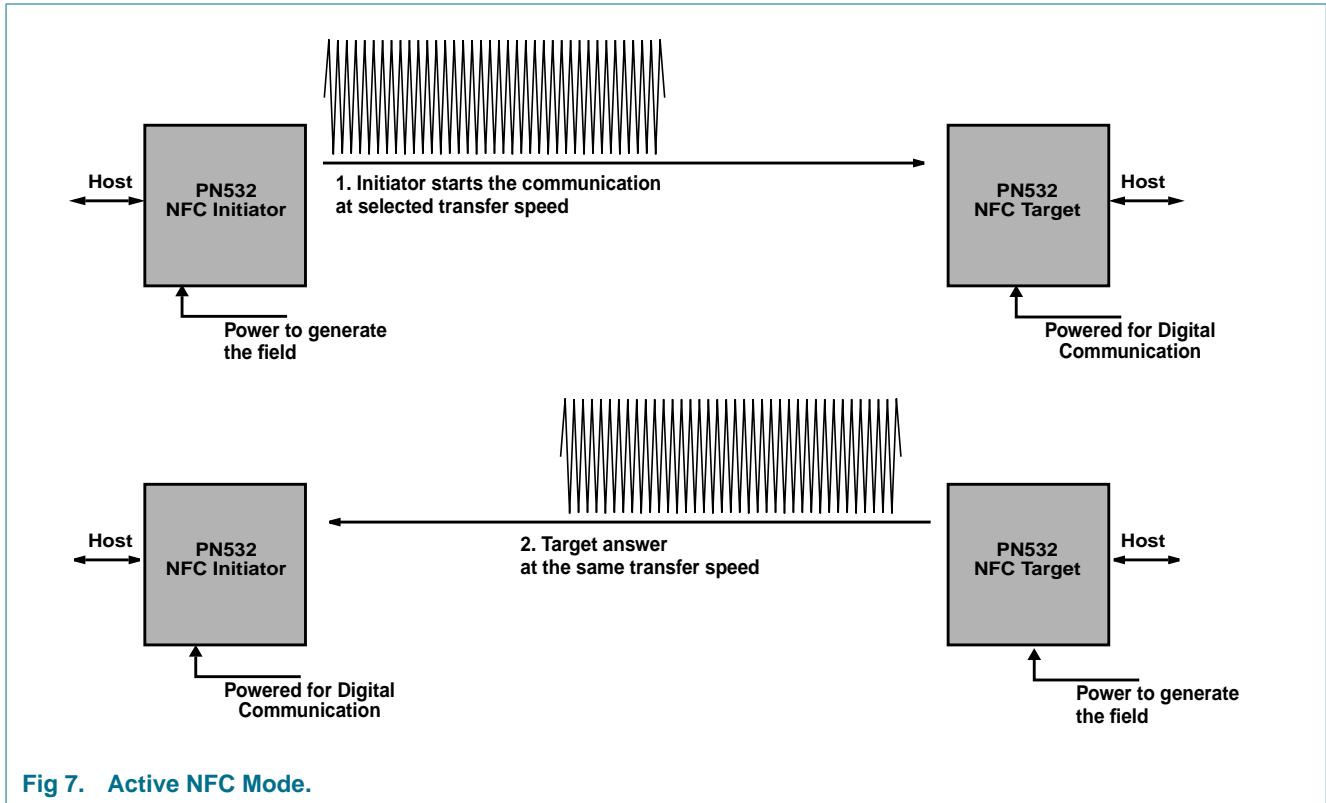 Host
PN532
NFC Initiator
1. Initiator starts the communication
at selected transfer speed
PN532
NFC Target
Host
Power to generate
the field
Powered for Digital
Communication
Host
PN532
NFC Initiator
2. Target answer
at the same transfer speed
PN532
NFC Target
Host
Powered for Digital
Communication
Power to generate
the field
Fig 7. Active NFC Mode.